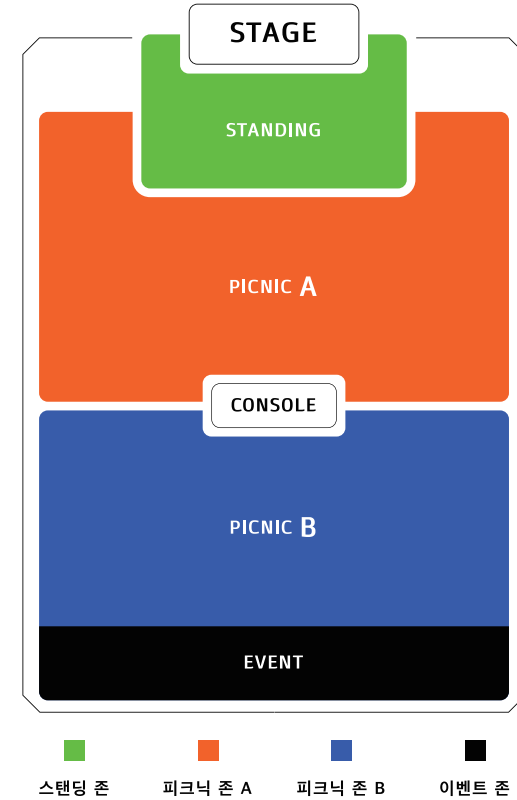 STAGE
STANDING
PICNIC A
CONSOLE
PICNIC B
EVENT
스탠딩 존
피크닉 존 A
피크닉 존 B
이벤트 존